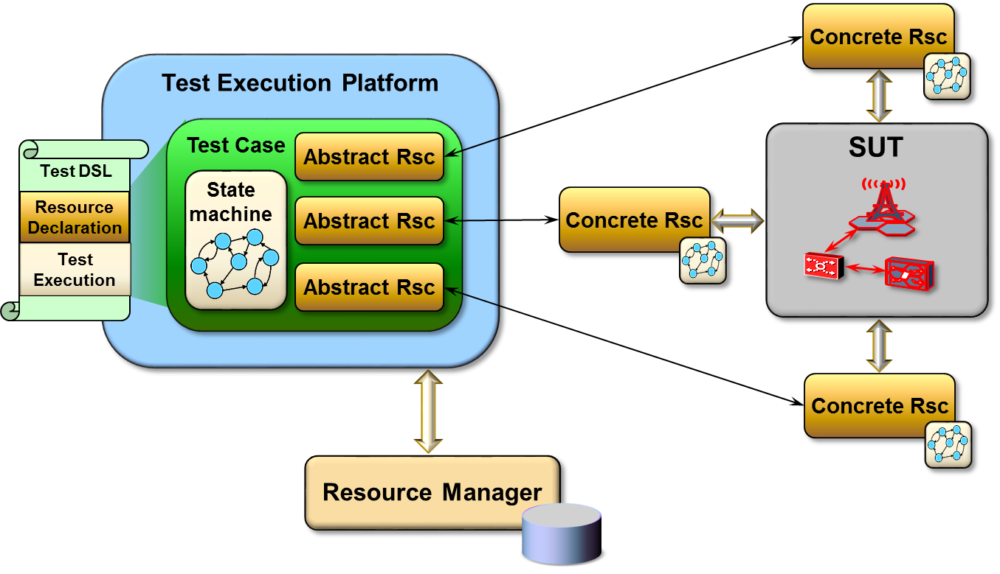 Test Execution Platform
Test Case
State
machine
Abstract Rsc
Abstract Rsc
Abstract Rsc
Test DSL
Resource
Declaration
Test
Execution
Concrete Rsc
Concrete Rsc
Concrete Rsc
SUT
Resource Manager